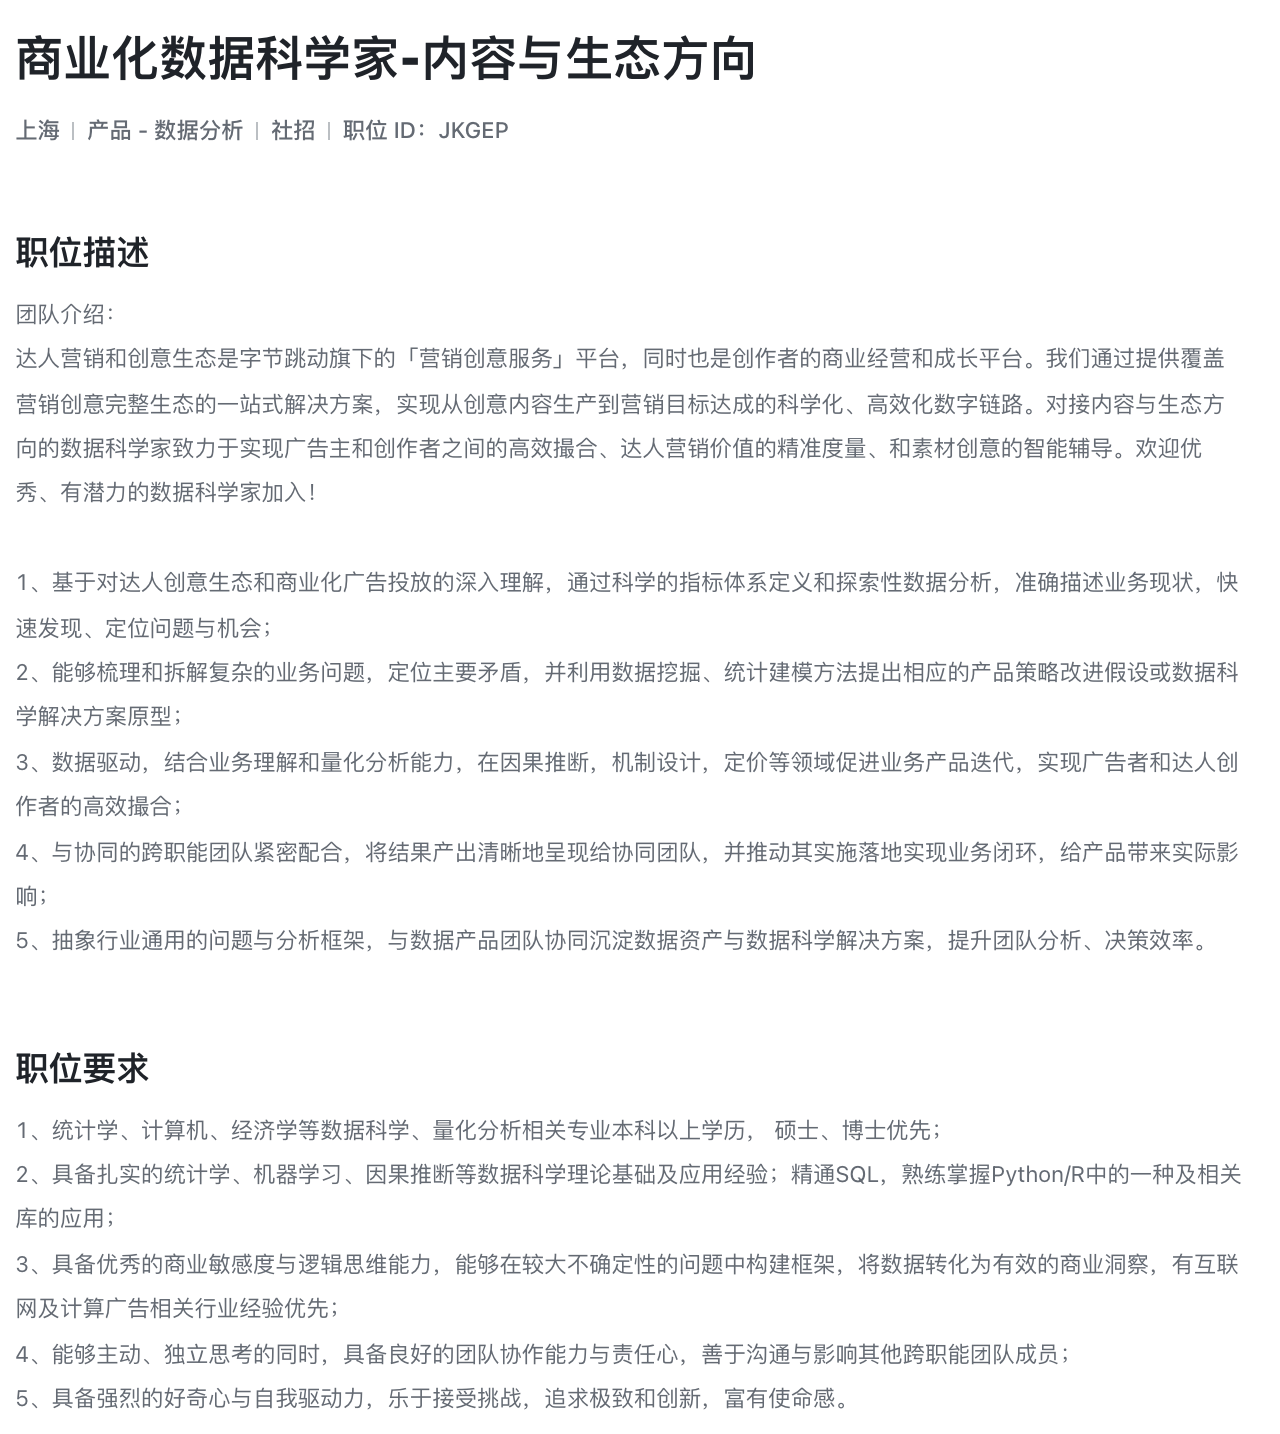 商业化数据科学家-内容与生态方向
上海 | 产品 - 数据分析 | 社招 | 职位 ID：JKGEP
职位描述
团队介绍：
达人营销和创意生态是字节跳动旗下的「营销创意服务」平台，同时也是创作者的商业经营和成长平台。我们通过提供覆盖
营销创意完整生态的一站式解决方案，实现从创意内容生产到营销目标达成的科学化、高效化数字链路。对接内容与生态方
向的数据科学家致力于实现广告主和创作者之间的高效撮合、达人营销价值的精准度量、和素材创意的智能辅导。欢迎优
秀、有潜力的数据科学家加入！
1、基于对达人创意生态和商业化广告投放的深入理解，通过科学的指标体系定义和探索性数据分析，准确描述业务现状，快
速发现、定位问题与机会；
2、能够梳理和拆解复杂的业务问题，定位主要矛盾，并利用数据挖掘、统计建模方法提出相应的产品策略改进假设或数据科
学解决方案原型；
3、数据驱动，结合业务理解和量化分析能力，在因果推断，机制设计，定价等领域促进业务产品迭代，实现广告者和达人创
作者的高效撮合；
4、与协同的跨职能团队紧密配合，将结果产出清晰地呈现给协同团队，并推动其实施落地实现业务闭环，给产品带来实际影
响；
5、抽象行业通用的问题与分析框架，与数据产品团队协同沉淀数据资产与数据科学解决方案，提升团队分析、决策效率。
职位要求
1、统计学、计算机、经济学等数据科学、量化分析相关专业本科以上学历， 硕士、博士优先；
2、具备扎实的统计学、机器学习、因果推断等数据科学理论基础及应用经验；精通SQL，熟练掌握Python/R中的一种及相关
库的应用；
3、具备优秀的商业敏感度与逻辑思维能力，能够在较大不确定性的问题中构建框架，将数据转化为有效的商业洞察，有互联
网及计算广告相关行业经验优先；
4、能够主动、独立思考的同时，具备良好的团队协作能力与责任心，善于沟通与影响其他跨职能团队成员；
5、具备强烈的好奇心与自我驱动力，乐于接受挑战，追求极致和创新，富有使命感。